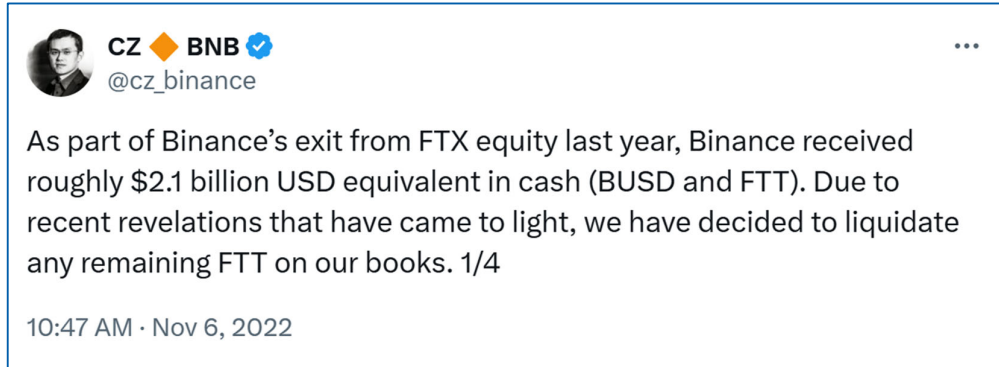 CZ 🔶 BNB
@cz_binance
As part of Binance’s exit from FTX equity last year, Binance received
roughly $2.1 billion USD equivalent in cash (BUSD and FTT). Due to
recent revelations that have came to light, we have decided to liquidate
any remaining FTT on our books. 1/4
10:47 AM · Nov 6, 2022